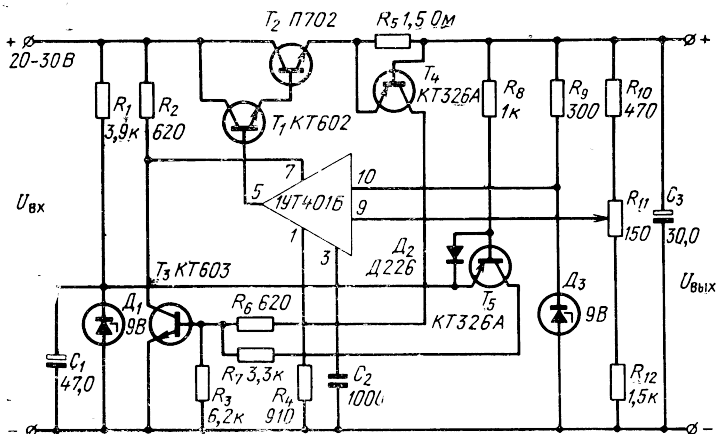 T₂ П702
R₅ 1,5 Ом
+
+
20-30В
T₄
КТ326А
R₁
3,9к
R₂
620
R₈
1к
R₉
300
R₁₀
470
T₁ КТ602
7
5
1УТ401Б
10
9
1
3
Uвх
R₁₁
150
C₃
30,0
Д₂
Д226
T₃ КТ603
Uвых
Д₁
9В
R₆ 620
T₅
КТ326А
Д₃
9В
C₁
47,0
R₇ 3,3к
R₃
6,2к
R₄
910
C₂
R₁₂
1,5к
-
-